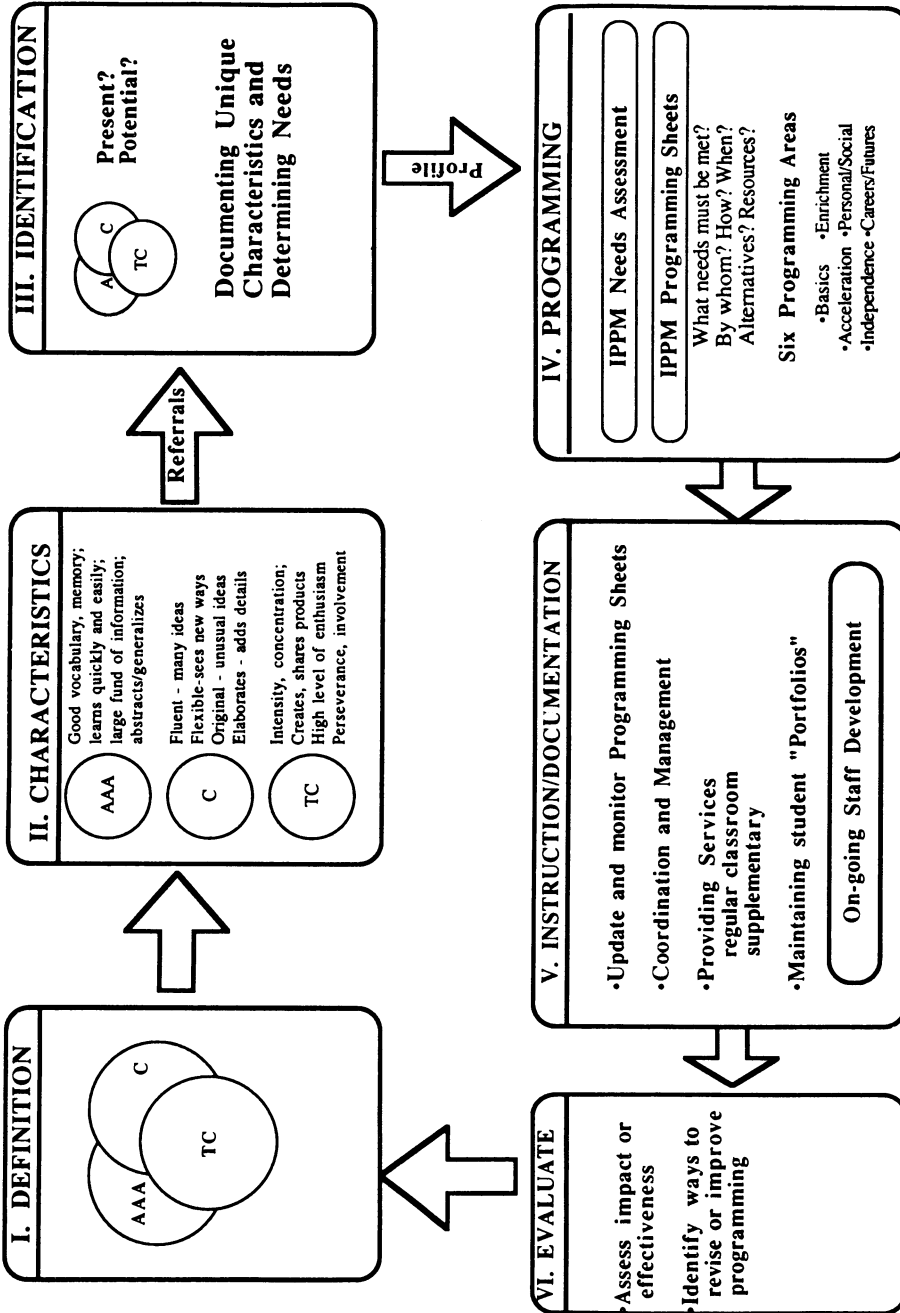 I. DEFINITION
AAA
C
TC
II. CHARACTERISTICS
AAA
Good vocabulary, memory;
learns quickly and easily;
large fund of information;
abstracts/generalizes
C
Fluent - many ideas
Flexible-sees new ways
Original - unusual ideas
Elaborates - adds details
TC
Intensity, concentration;
Creates, shares products
High level of enthusiasm
Perseverance, involvement
Referrals
III. IDENTIFICATION
A
C
TC
Present?
Potential?
Documenting Unique
Characteristics and
Determining Needs
Profile
IV. PROGRAMMING
IPPM Needs Assessment
IPPM Programming Sheets
What needs must be met?
By whom? How? When?
Alternatives? Resources?
Six Programming Areas
•Basics •Enrichment
•Acceleration •Personal/Social
•Independence •Careers/Futures
V. INSTRUCTION/DOCUMENTATION
•Update and monitor Programming Sheets
•Coordination and Management
•Providing Services
regular classroom
supplementary
•Maintaining student "Portfolios"
On-going Staff Development
VI. EVALUATE
•Assess impact or
effectiveness
•Identify ways to
revise or improve
programming